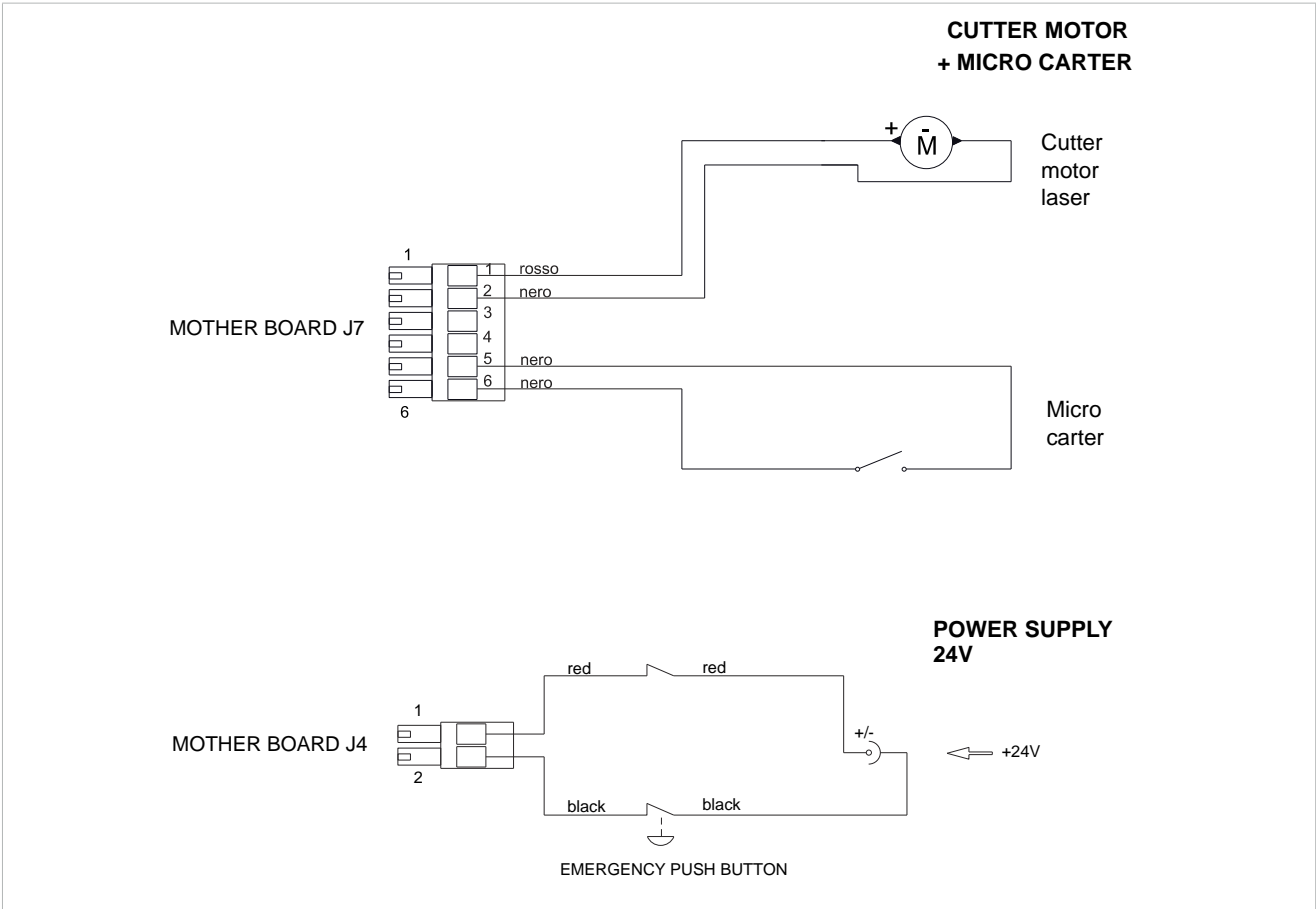 CUTTER MOTOR
+ MICRO CARTER
+
-
M
Cutter
motor
laser
1
1 rosso
2 nero
3
MOTHER BOARD J7
4
5 nero
6 nero
6
Micro
carter
POWER SUPPLY
24V
red red
1
+/-
MOTHER BOARD J4
+24V
2
black black
EMERGENCY PUSH BUTTON